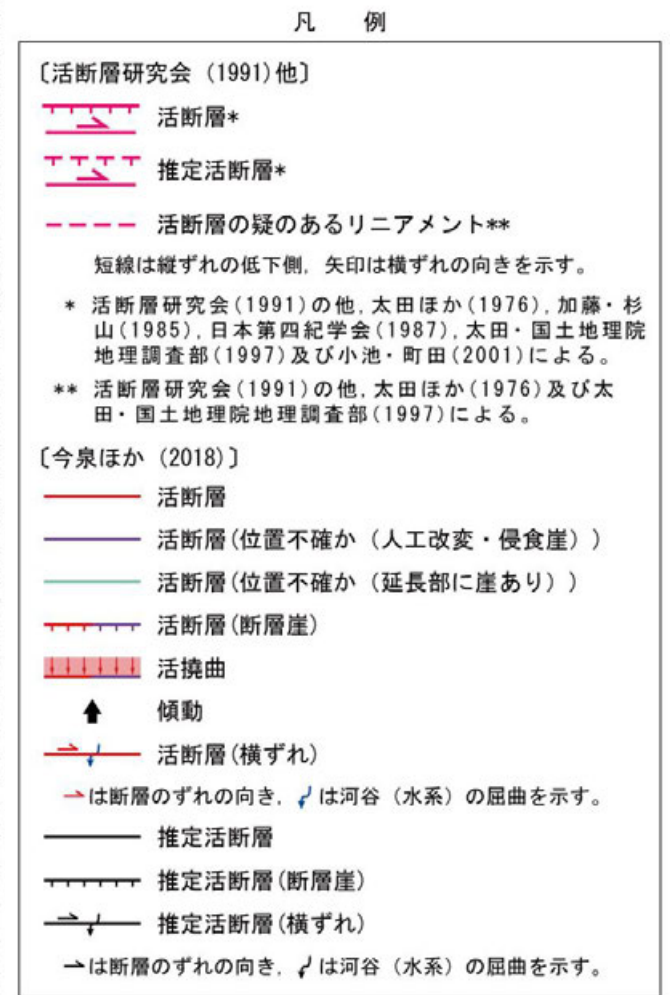 凡 例
〔活断層研究会 (1991)他〕
活断層*
推定活断層*
活断層の疑のあるリニアメント**
短線は縦ずれの低下側，矢印は横ずれの向きを示す。
* 活断層研究会(1991)の他,太田ほか(1976),加藤・杉
山(1985),日本第四紀学会(1987),太田・国土地理院
地理調査部(1997)及び小池・町田(2001)による。
** 活断層研究会(1991)の他,太田ほか(1976)及び太
田・国土地理院地理調査部(1997)による。
〔今泉ほか (2018)〕
活断層
活断層(位置不確か（人工改変・侵食崖）)
活断層(位置不確か（延長部に崖あり）)
活断層(断層崖)
活撓曲
傾動
活断層(横ずれ)
は断層のずれの向き，は河谷（水系）の屈曲を示す。
推定活断層
推定活断層(断層崖)
推定活断層(横ずれ)
は断層のずれの向き，は河谷（水系）の屈曲を示す。